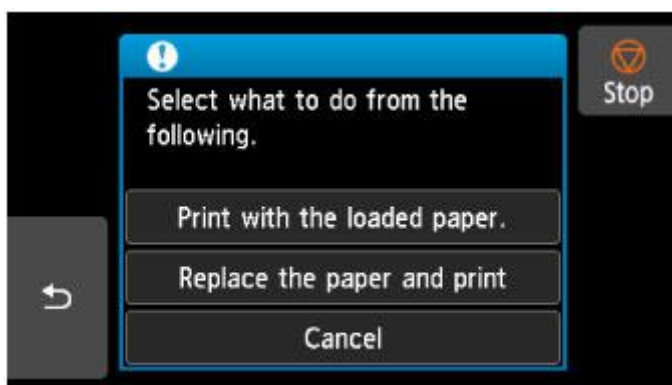 Select what to do from the
following.
Stop
Print with the loaded paper.
Replace the paper and print
Cancel